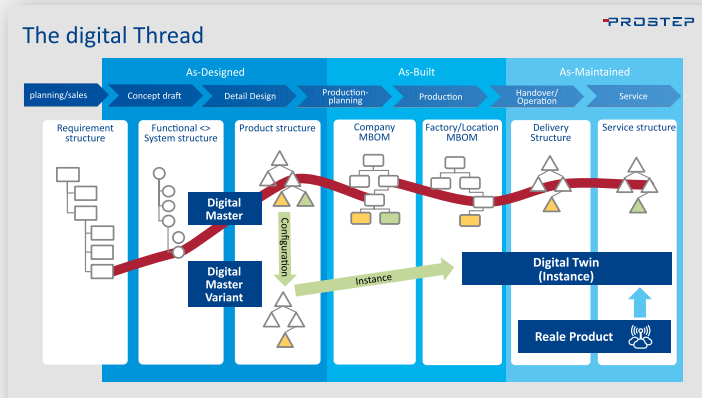 PROSTEP
The digital Thread
As-Designed
As-Built
As-Maintained
planning/sales
Concept draft
Detail Design
Production-
planning
Production
Handover/
Operation
Service
Requirement
structure
Functional <>
System structure
Product structure
Company
MBOM
Factory/Location
MBOM
Delivery
Structure
Service structure
Digital
Master
Configuration
Digital
Master
Variant
Instance
Digital Twin
(Instance)
Reale Product